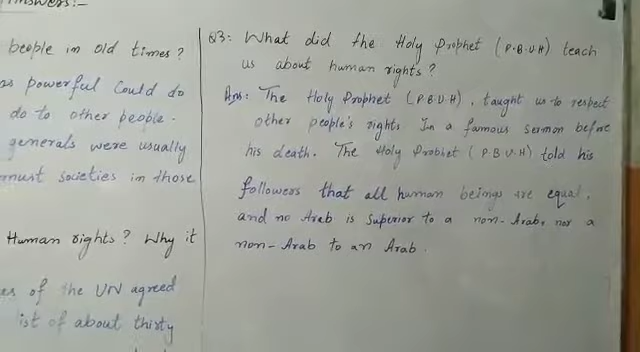 Answers:-
people in old times?
as powerful could do
do to other people.
generals were usually
must societies in those
Human rights? Why it
es of the UN agreed
ist of about thirty
Q3: What did the Holy Prophet (P.B.U.H) teach
us about human rights?
Ans: The Holy Prophet (P.B.U.H). taught us to respect
other people's rights In a famous sermon before
his death. The Holy Probhet (P.B.U.H) told his
followers that all human beings are equal,
and no Arab is superior to a non-Arab, nor a
non-Arab to an Arab.